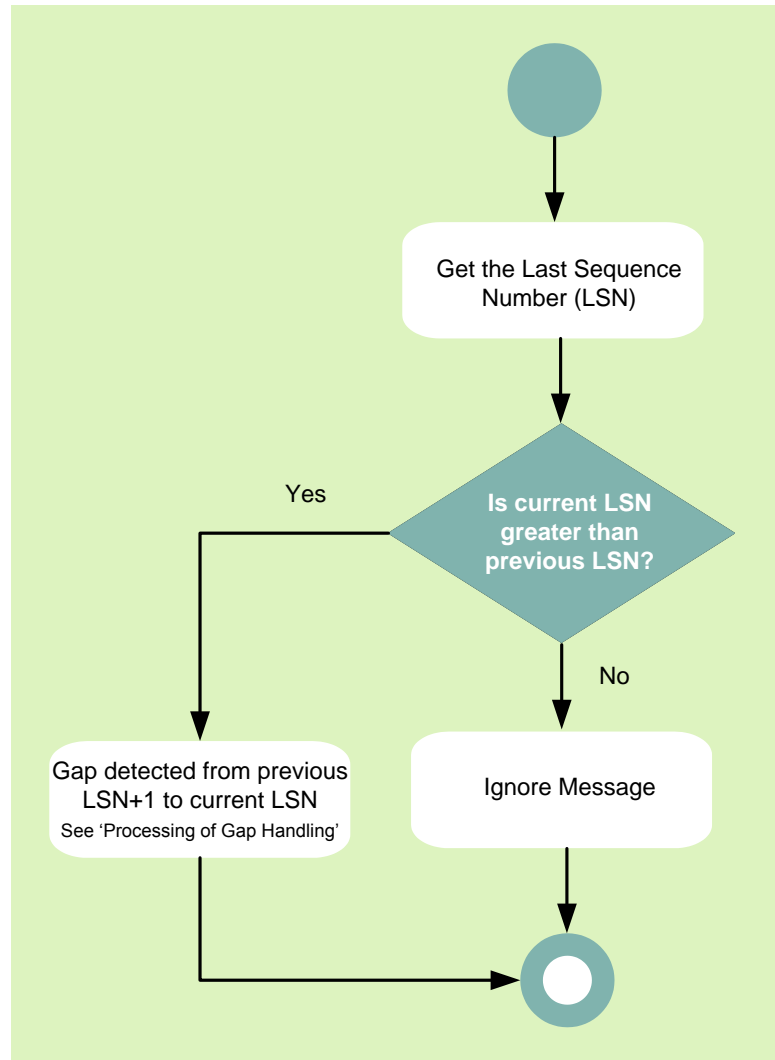 Get the Last Sequence
Number (LSN)
Is current LSN
greater than
previous LSN?
Yes
No
Gap detected from previous
LSN+1 to current LSN
See ‘Processing of Gap Handling’
Ignore Message